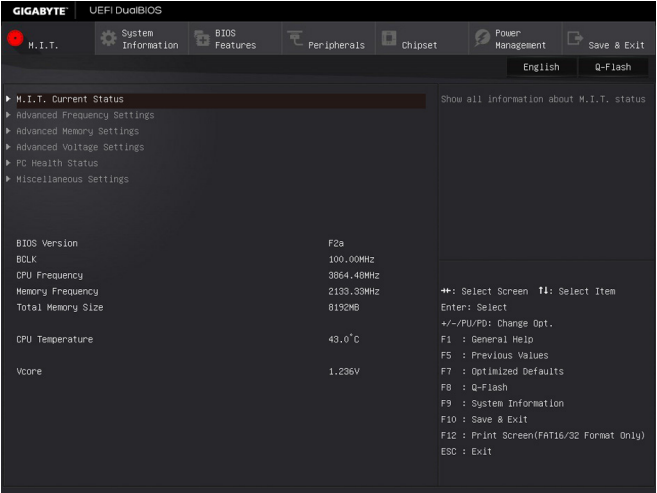 GIGABYTE™ UEFI DualBIOS
M.I.T.
System
Information
BIOS
Features
Peripherals
Chipset
Power
Management
Save & Exit
English
Q-Flash
M.I.T. Current Status
Advanced Frequency Settings
Advanced Memory Settings
Advanced Voltage Settings
PC Health Status
Miscellaneous Settings
BIOS Version F2a
BCLK 100.00MHz
CPU Frequency 3864.48MHz
Memory Frequency 2133.33MHz
Total Memory Size 8192MB
CPU Temperature 43.0°C
Vcore 1.236V
Show all information about M.I.T. status
→←: Select Screen ↑↓: Select Item
Enter: Select
+/-/PU/PD: Change Opt.
F1 : General Help
F5 : Previous Values
F7 : Optimized Defaults
F8 : Q-Flash
F9 : System Information
F10 : Save & Exit
F12 : Print Screen(FAT16/32 Format Only)
ESC : Exit